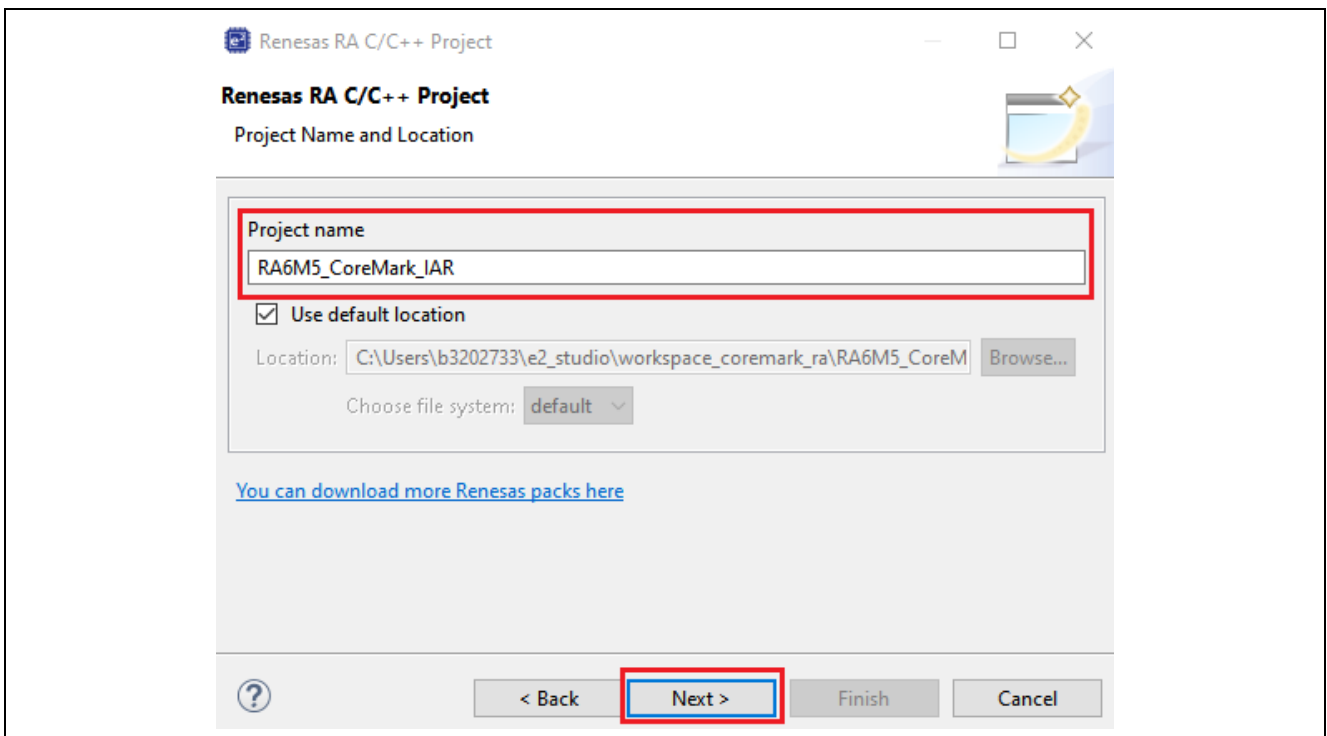 Renesas RA C/C++ Project
Renesas RA C/C++ Project
Project Name and Location
Project name
RA6M5_CoreMark_IAR
Use default location
Location: C:\Users\b3202733\e2_studio\workspace_coremark_ra\RA6M5_CoreM Browse...
Choose file system: default
You can download more Renesas packs here
? < Back Next > Finish Cancel